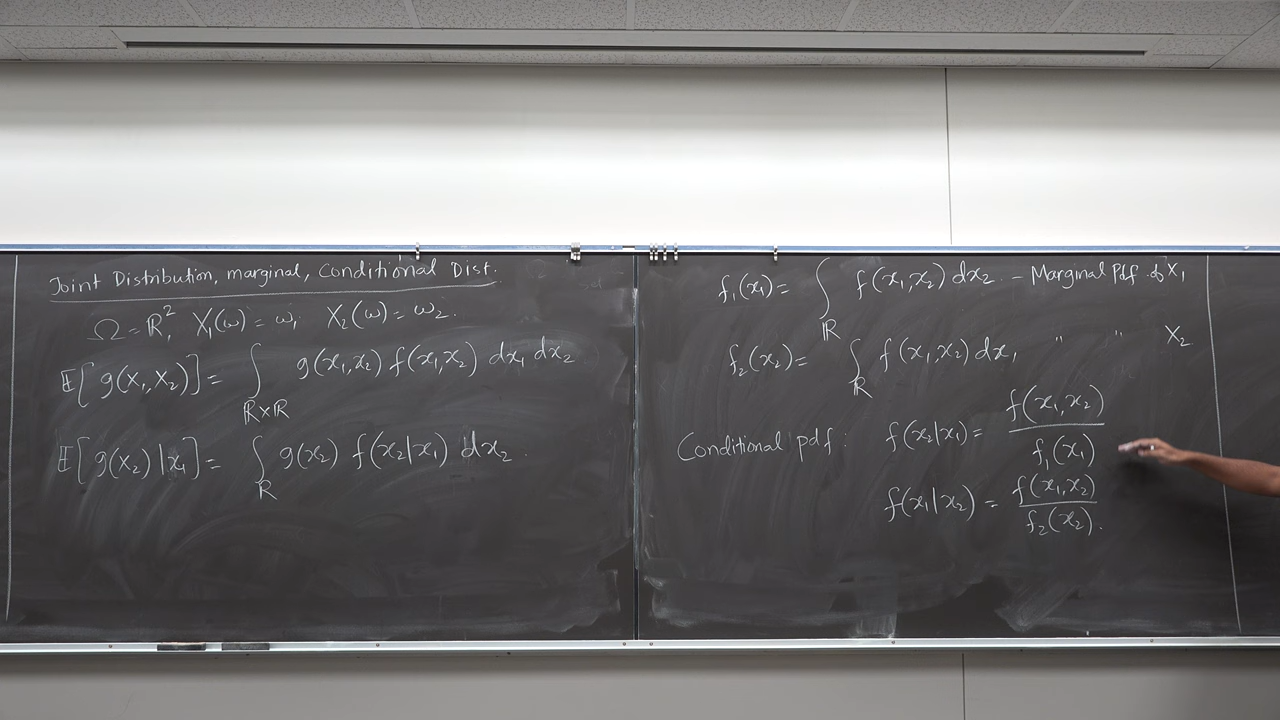 Joint Distribution, marginal, Conditional Dist.
Ω = ℝ², X₁(ω) = ω₁ X₂(ω) = ω₂.
𝔼[g(X₁,X₂)] = ∫_{ℝ×ℝ} g(x₁,x₂) f(x₁,x₂) dx₁ dx₂
𝔼[g(X₂)|x₁] = ∫_ℝ g(x₂) f(x₂|x₁) dx₂.
f₁(x₁) = ∫_ℝ f(x₁,x₂) dx₂ - Marginal pdf of X₁
f₂(x₂) = ∫_ℝ f(x₁,x₂) dx₁ " " X₂
Conditional pdf: f(x₂|x₁) = f(x₁,x₂) / f₁(x₁)
f(x₁|x₂) = f(x₁,x₂) / f₂(x₂).